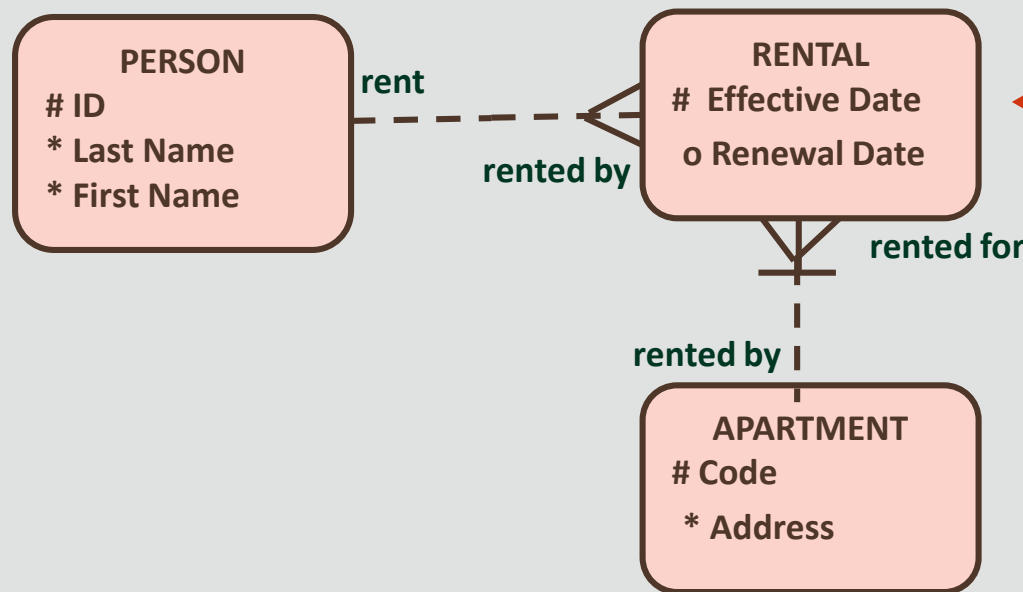 PERSON
# ID
* Last Name
* First Name
rent
rented by
RENTAL
# Effective Date
o Renewal Date
rented for
rented by
APARTMENT
# Code
* Address